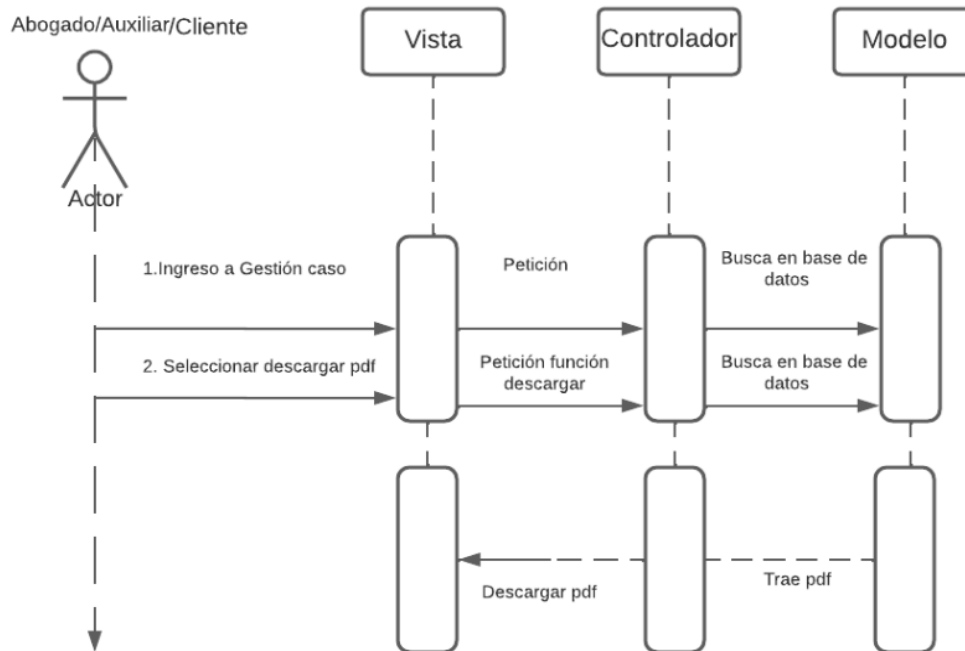 Abogado/Auxiliar/Cliente
Vista
Controlador
Modelo
Actor
1.Ingreso a Gestión caso
Petición
Busca en base de
datos
2. Seleccionar descargar pdf
Petición función
descargar
Busca en base de
datos
Descargar pdf
Trae pdf